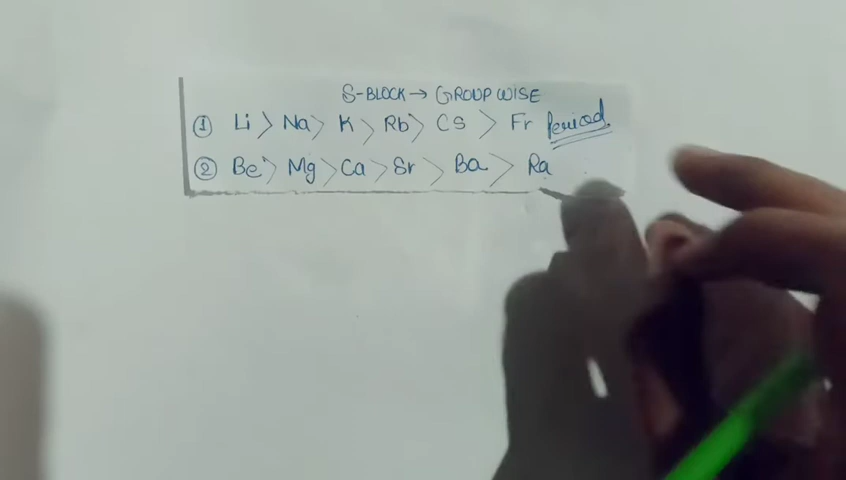 S-BLOCK → GROUP WISE
① Li > Na > K > Rb > Cs > Fr Period
② Be > Mg > Ca > Sr > Ba > Ra